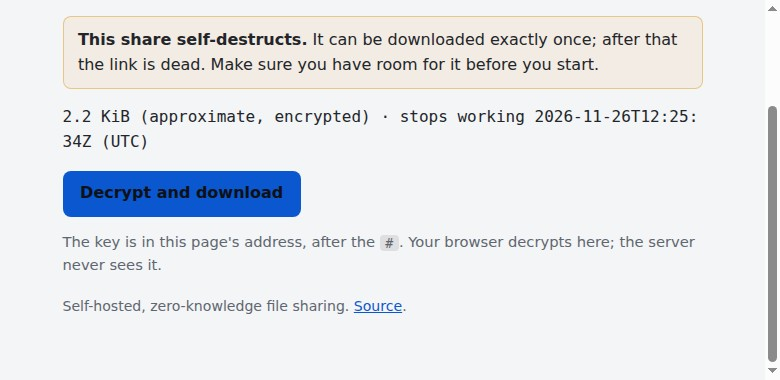 This share self-destructs. It can be downloaded exactly once; after that
the link is dead. Make sure you have room for it before you start.
2.2 KiB (approximate, encrypted) · stops working 2026-11-26T12:25:
34Z (UTC)
Decrypt and download
The key is in this page's address, after the #. Your browser decrypts here; the server
never sees it.
Self-hosted, zero-knowledge file sharing. Source.